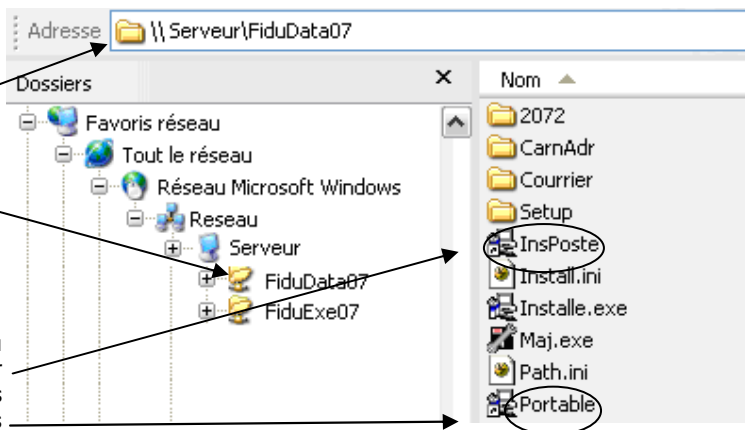 Adresse \\ Serveur\FiduData07
Dossiers
Favoris réseau
Tout le réseau
Réseau Microsoft Windows
Reseau
Serveur
FiduData07
FiduExe07
Nom
2072
CarnAdr
Courrier
Setup
InsPoste
Install.ini
Installe.exe
Maj.exe
Path.ini
Portable